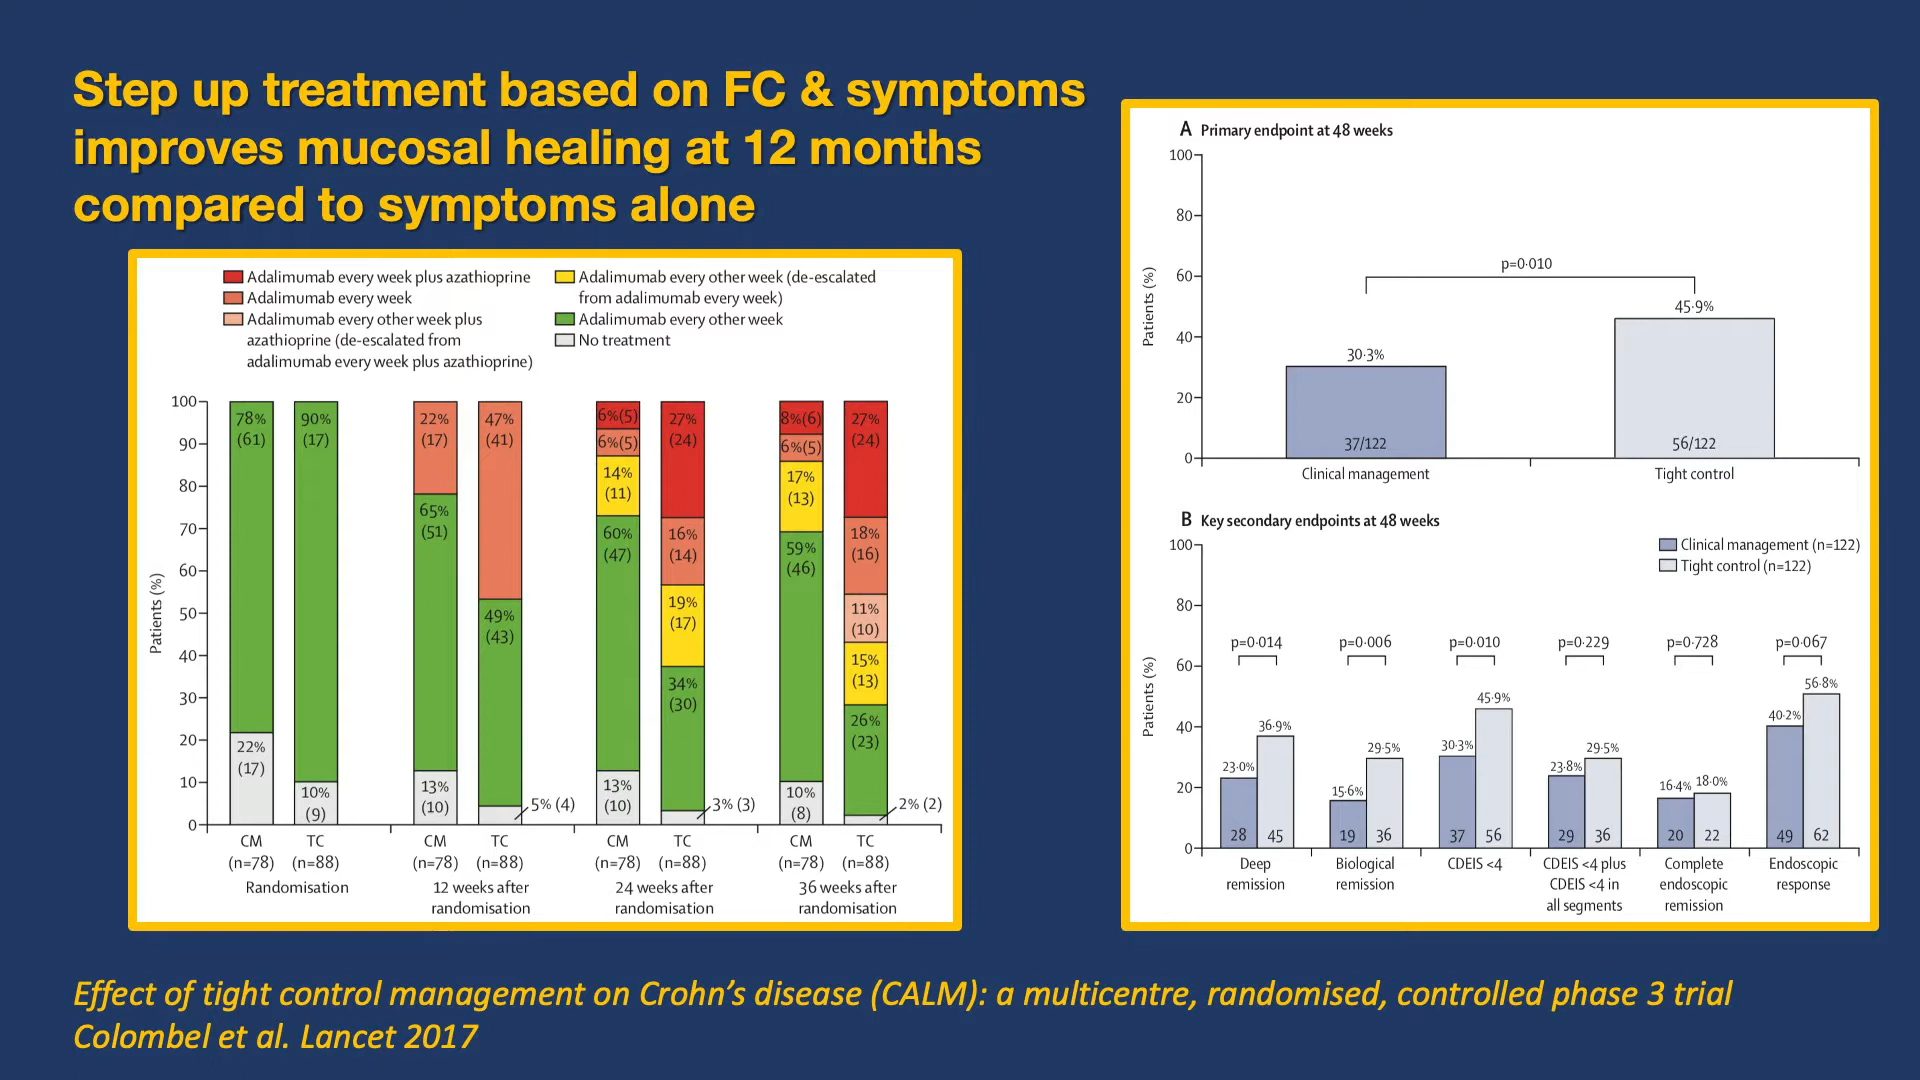 Step up treatment based on FC & symptoms
improves mucosal healing at 12 months
compared to symptoms alone
Adalimumab every week plus azathioprine
Adalimumab every week
Adalimumab every other week plus
azathioprine (de-escalated from
adalimumab every week plus azathioprine)
Adalimumab every other week (de-escalated
from adalimumab every week)
Adalimumab every other week
No treatment
Patients (%)
100
90
80
70
60
50
40
30
20
10
0
78%
(61)
22%
(17)
90%
(17)
10%
(9)
22%
(17)
65%
(51)
13%
(10)
47%
(41)
49%
(43)
5% (4)
6%(5)
6%(5)
14%
(11)
60%
(47)
13%
(10)
27%
(24)
16%
(14)
19%
(17)
34%
(30)
3% (3)
8%(6)
6%(5)
17%
(13)
59%
(46)
10%
(8)
27%
(24)
18%
(16)
11%
(10)
15%
(13)
26%
(23)
2% (2)
CM TC CM TC CM TC CM TC
(n=78) (n=88) (n=78) (n=88) (n=78) (n=88) (n=78) (n=88)
Randomisation
12 weeks after
randomisation
24 weeks after
randomisation
36 weeks after
randomisation
A Primary endpoint at 48 weeks
Patients (%)
100
80
60
40
20
0
p=0·010
30·3%
45·9%
37/122
56/122
Clinical management
Tight control
B Key secondary endpoints at 48 weeks
Clinical management (n=122)
Tight control (n=122)
Patients (%)
100
80
60
40
20
0
p=0·014 p=0·006 p=0·010 p=0·229 p=0·728 p=0·067
23·0% 36·9% 15·6% 29·5% 30·3% 45·9% 23·8% 29·5% 16·4% 18·0% 40·2% 56·8%
28 45 19 36 37 56 29 36 20 22 49 62
Deep
remission
Biological
remission
CDEIS <4
CDEIS <4 plus
CDEIS <4 in
all segments
Complete
endoscopic
remission
Endoscopic
response
Effect of tight control management on Crohn’s disease (CALM): a multicentre, randomised, controlled phase 3 trial
Colombel et al. Lancet 2017